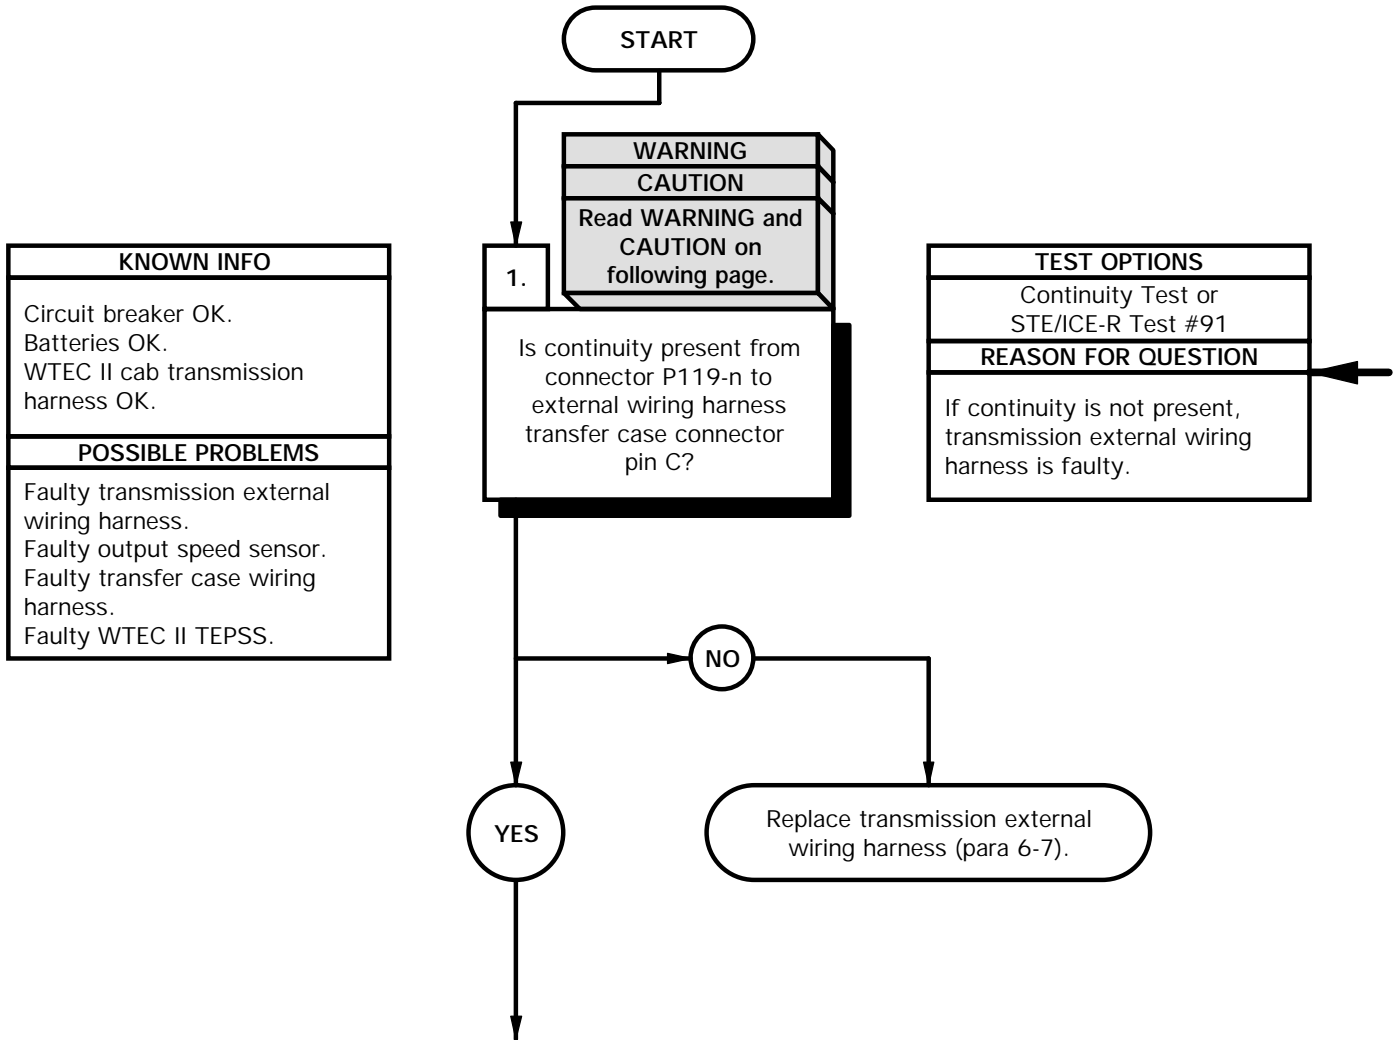 START
WARNING
CAUTION
Read WARNING and
CAUTION on
following page.
KNOWN INFO
Circuit breaker OK.
Batteries OK.
WTEC II cab transmission
harness OK.
POSSIBLE PROBLEMS
Faulty transmission external
wiring harness.
Faulty output speed sensor.
Faulty transfer case wiring
harness.
Faulty WTEC II TEPSS.
1.
Is continuity present from
connector P119-n to
external wiring harness
transfer case connector
pin C?
TEST OPTIONS
Continuity Test or
STE/ICE-R Test #91
REASON FOR QUESTION
If continuity is not present,
transmission external wiring
harness is faulty.
NO
YES
Replace transmission external
wiring harness (para 6-7).